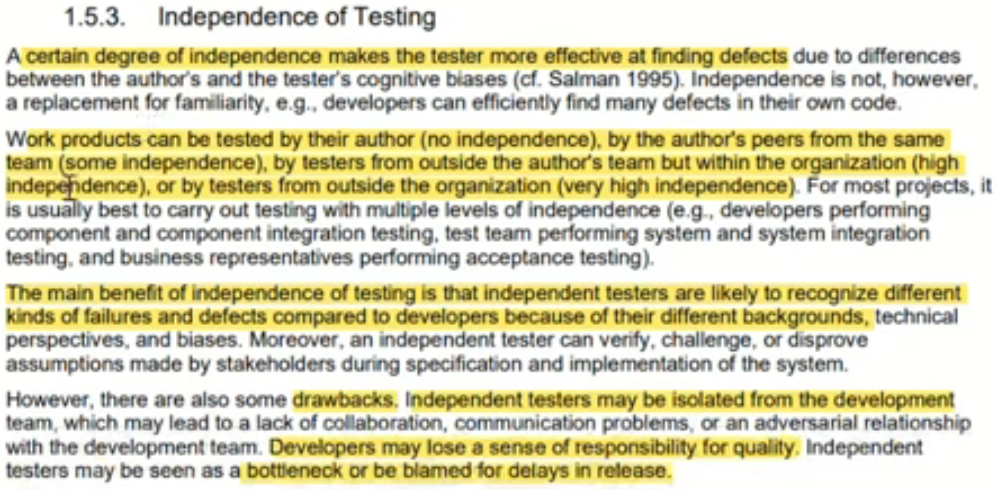 1.5.3. Independence of Testing
A certain degree of independence makes the tester more effective at finding defects due to differences
between the author's and the tester's cognitive biases (cf. Salman 1995). Independence is not, however,
a replacement for familiarity, e.g., developers can efficiently find many defects in their own code.
Work products can be tested by their author (no independence), by the author's peers from the same
team (some independence), by testers from outside the author's team but within the organization (high
independence), or by testers from outside the organization (very high independence). For most projects, it
is usually best to carry out testing with multiple levels of independence (e.g., developers performing
component and component integration testing, test team performing system and system integration
testing, and business representatives performing acceptance testing).
The main benefit of independence of testing is that independent testers are likely to recognize different
kinds of failures and defects compared to developers because of their different backgrounds, technical
perspectives, and biases. Moreover, an independent tester can verify, challenge, or disprove
assumptions made by stakeholders during specification and implementation of the system.
However, there are also some drawbacks. Independent testers may be isolated from the development
team, which may lead to a lack of collaboration, communication problems, or an adversarial relationship
with the development team. Developers may lose a sense of responsibility for quality. Independent
testers may be seen as a bottleneck or be blamed for delays in release.